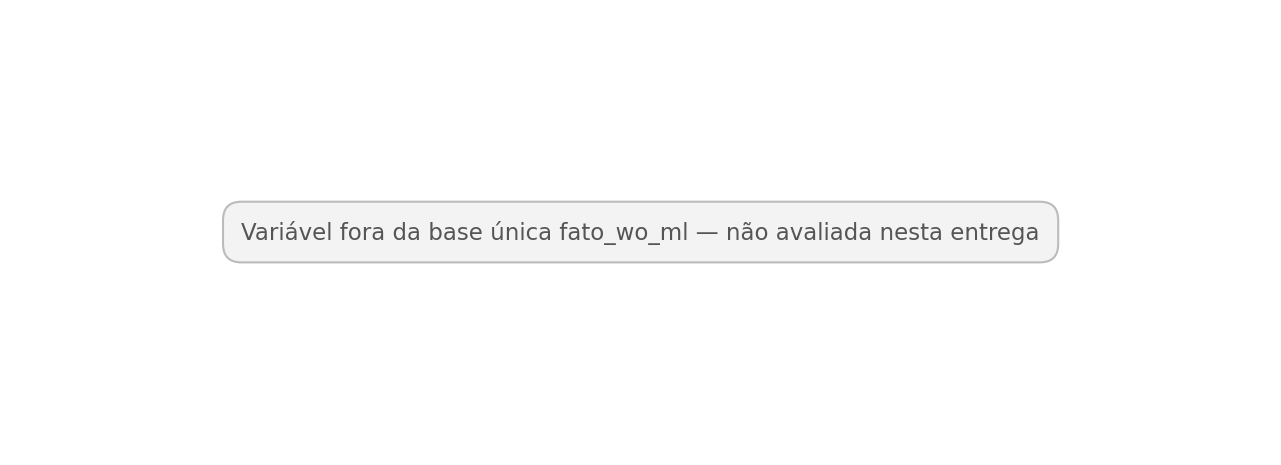 Variável fora da base única fato_wo_ml — não avaliada nesta entrega